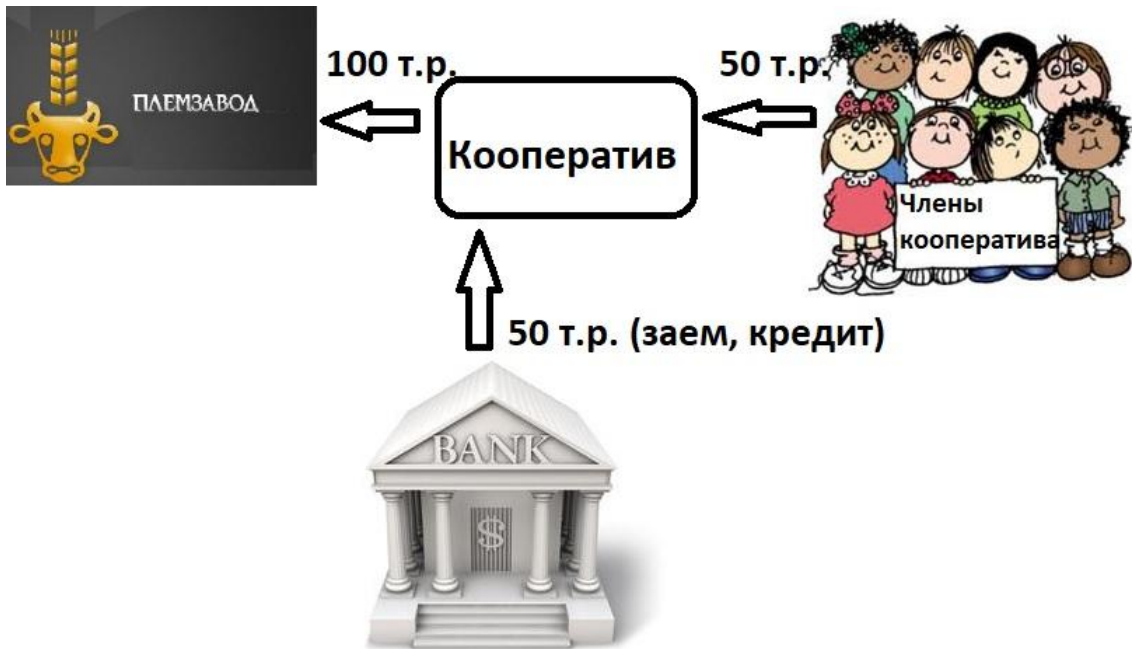 ПЛЕМЗАВОД
100 т.р.
50 т.р.
Кооператив
Члены
кооператива
50 т.р. (заем, кредит)
BANK
$